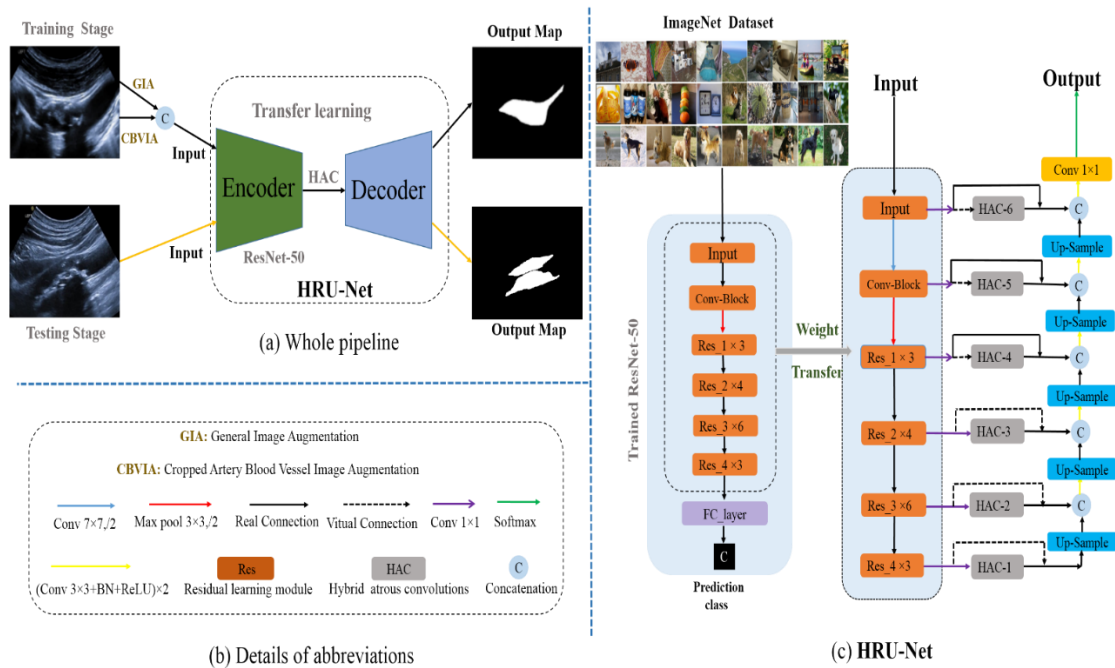 Training Stage
GIA
CBVIA
C
Input
Transfer learning
Encoder
HAC
Decoder
Output Map
Input
ResNet-50
HRU-Net
Testing Stage
Output Map
(a) Whole pipeline
GIA: General Image Augmentation
CBVIA: Cropped Artery Blood Vessel Image Augmentation
Conv 7×7,/2
Max pool 3×3,/2
Real Connection
Vitual Connection
Conv 1×1
Softmax
(Conv 3×3+BN+ReLU)×2
Res
Residual learning module
HAC
Hybrid atrous convolutions
C
Concatenation
(b) Details of abbreviations
ImageNet Dataset
Input
Conv-Block
Res_1 × 3
Res_2 ×4
Res_3 ×6
Res_4 ×3
FC_layer
C
Prediction
class
Trained ResNet-50
Weight
Transfer
Input
Output
Conv 1×1
Input
HAC-6
C
Up-Sample
Conv-Block
HAC-5
C
Up-Sample
Res_1 × 3
HAC-4
C
Up-Sample
Res_2 ×4
HAC-3
C
Up-Sample
Res_3 ×6
HAC-2
C
Up-Sample
Res_4 ×3
HAC-1
(c) HRU-Net